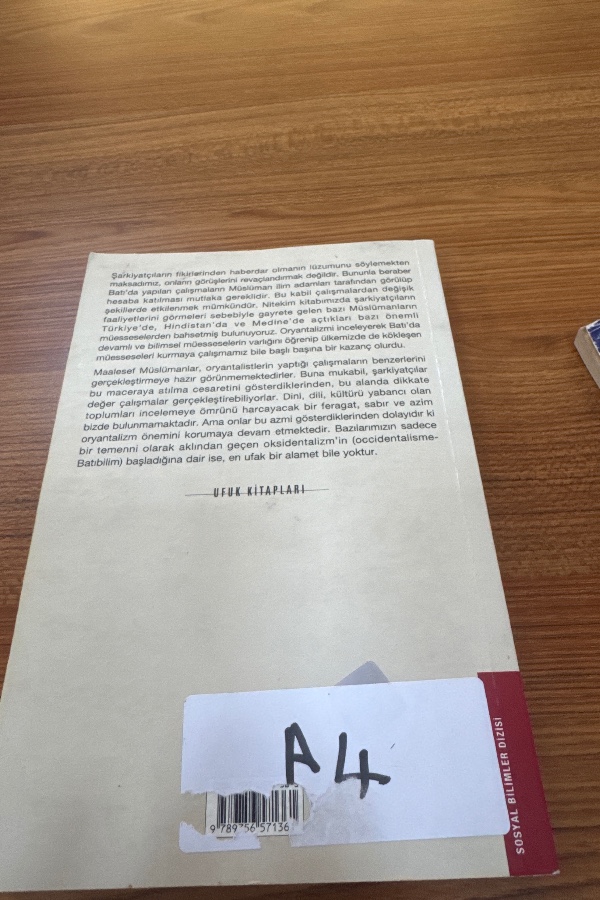 Şarkiyatçıların fikirlerinden haberdar olmanın lüzumunu söylemekten
maksadımız, onların görüşlerini revaçlandırmak değildir. Bununla beraber
Batı'da yapılan çalışmaların Müslüman ilim adamları tarafından görülüp
hesaba katılması mutlaka gereklidir. Bu kabil çalışmalardan değişik
şekillerde etkilenmek mümkündür. Nitekim kitabımızda şarkiyatçıların
faaliyetlerini görmeleri sebebiyle gayrete gelen bazı Müslümanların
Türkiye'de, Hindistan'da ve Medine'de açtıkları bazı önemli
müesseselerden bahsetmiş bulunuyoruz. Oryantalizmi inceleyerek Batı'da
devamlı ve bilimsel müesseselerin varlığını öğrenip ülkemizde de kökleşen
müesseseleri kurmaya çalışmamız bile başlı başına bir kazanç olurdu.
Maalesef Müslümanlar, oryantalistlerin yaptığı çalışmaların benzerlerini
gerçekleştirmeye hazır görünmemektedirler. Buna mukabil, şarkiyatçılar
bu maceraya atılma cesaretini gösterdiklerinden, bu alanda dikkate
değer çalışmalar gerçekleştirebiliyorlar. Dini, dili, kültürü yabancı olan
toplumları incelemeye ömrünü harcayacak bir feragat, sabır ve azim
bizde bulunmamaktadır. Ama onlar bu azmi gösterdiklerinden dolayıdır ki
oryantalizm önemini korumaya devam etmektedir. Bazılarımızın sadece
bir temenni olarak aklından geçen oksidentalizm'in (occidentalisme-
Batıbilim) başladığına dair ise, en ufak bir alamet bile yoktur.
UFUK KİTAPLARI
A4
9 789756 57136
SOSYAL BİLİMLER DİZİSİ